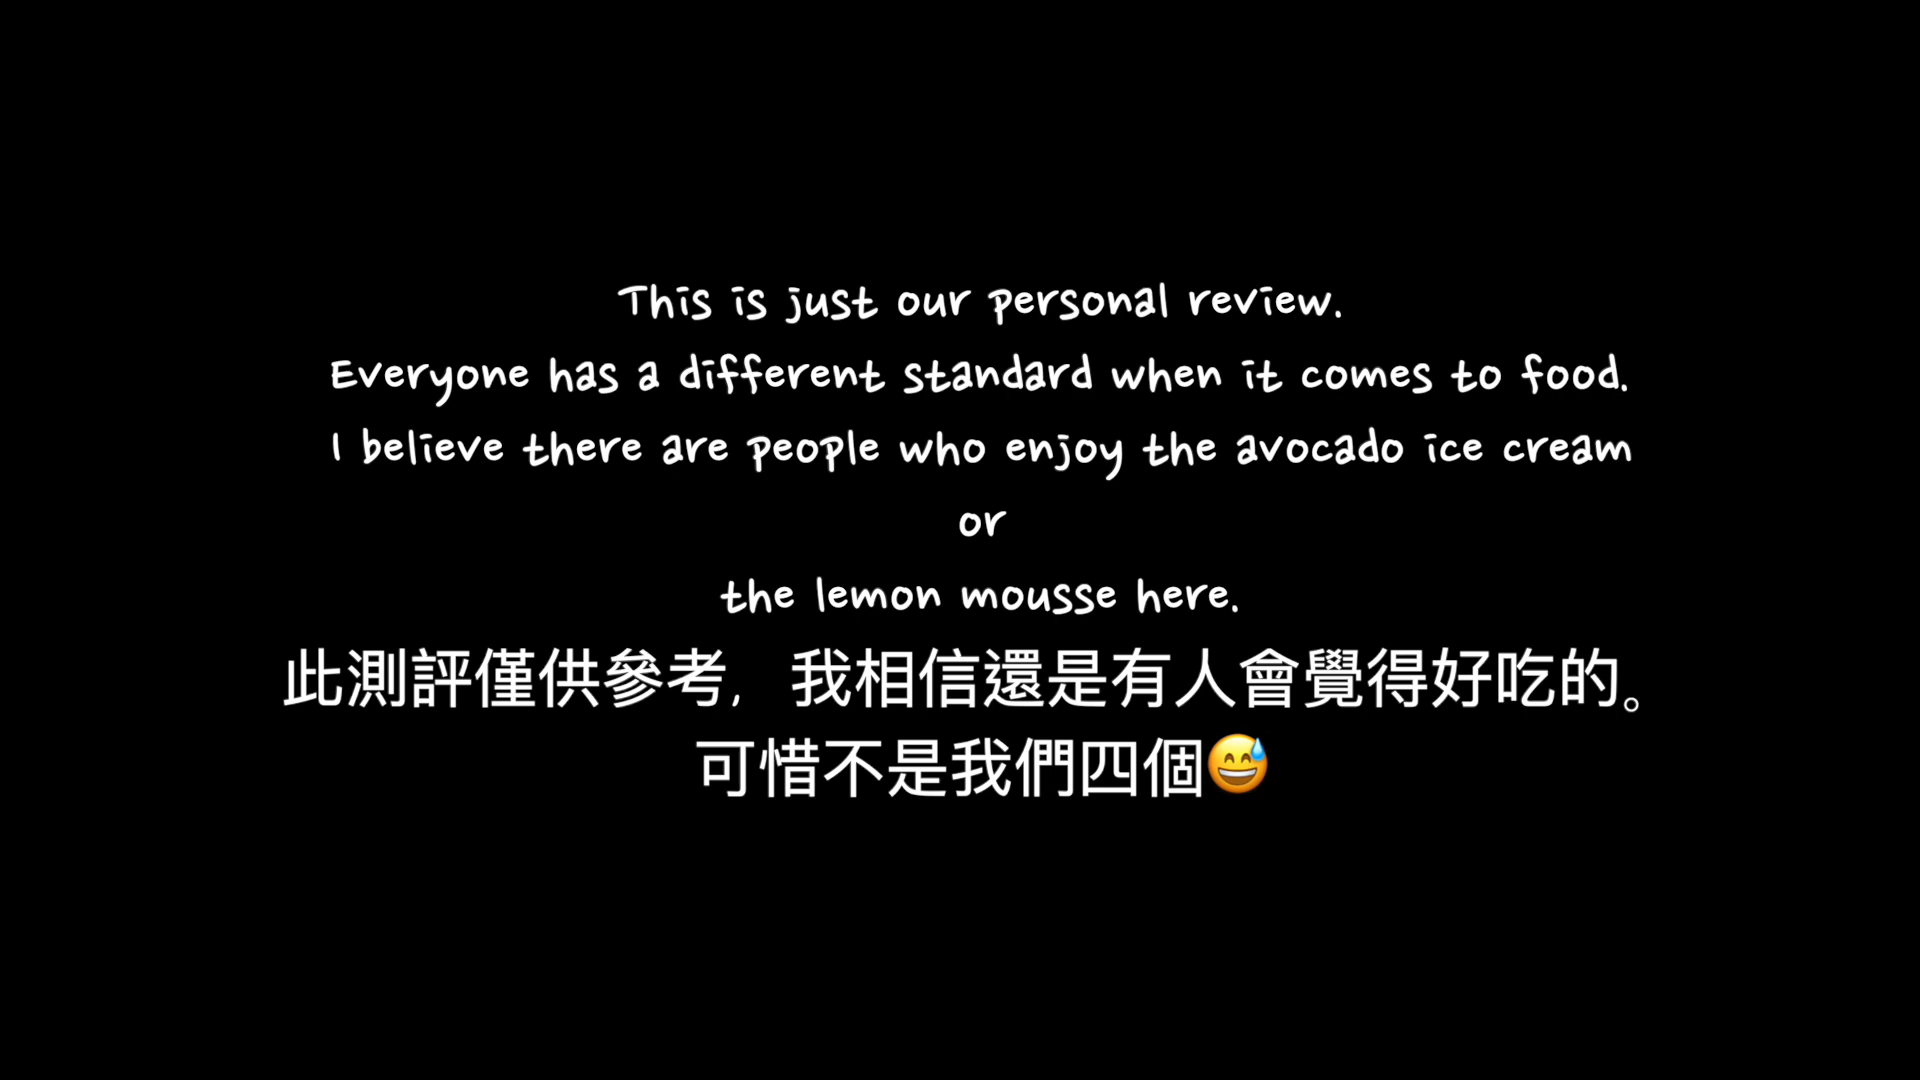 This is just our personal review.
Everyone has a different standard when it comes to food.
I believe there are people who enjoy the avocado ice cream
or
the lemon mousse here.
此測評僅供參考，我相信還是有人會覺得好吃的。
可惜不是我們四個😅